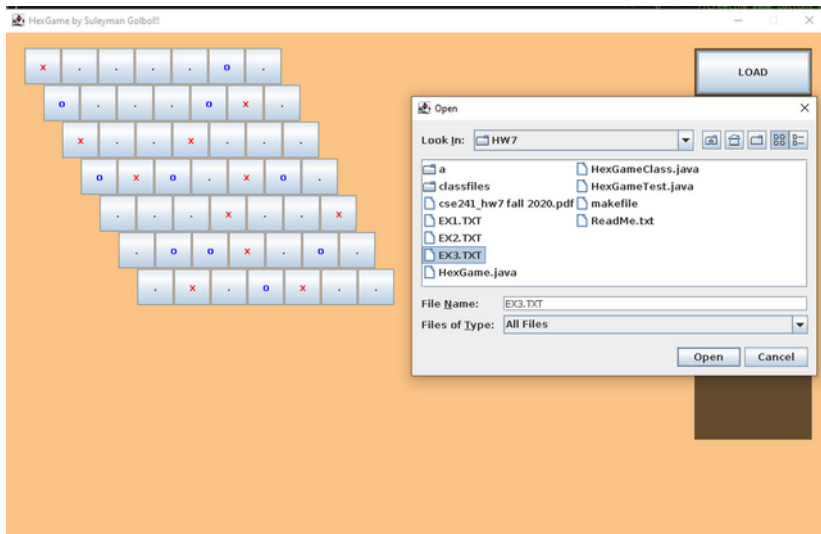 HexGame by Suleyman Golbol!!
x . . . . o .
o . . . o x .
x . . x . . .
o x o . x o .
. . . x . . x
. o o x . o .
. x . o x . .
LOAD
Open
Look In: HW7
a
classfiles
cse241_hw7 fall 2020.pdf
EX1.TXT
EX2.TXT
EX3.TXT
HexGame.java
HexGameClass.java
HexGameTest.java
makefile
ReadMe.txt
File Name: EX3.TXT
Files of Type: All Files
Open Cancel